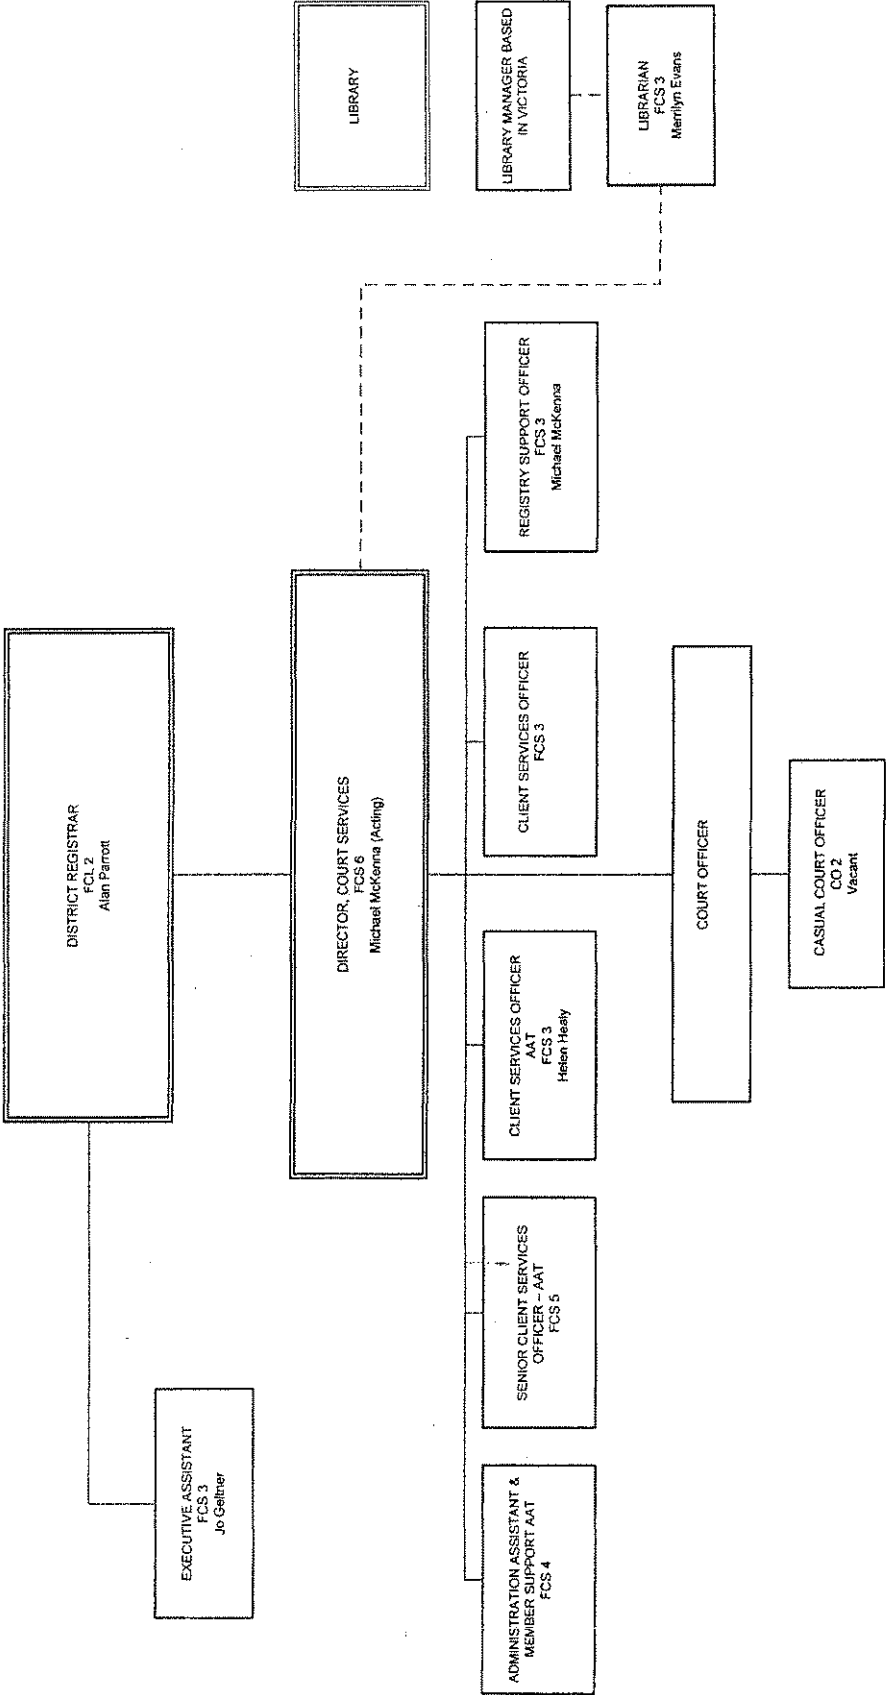 DISTRICT REGISTRAR
FCL 2
Alan Parrott
EXECUTIVE ASSISTANT
FCS 3
Jo Geltner
DIRECTOR, COURT SERVICES
FCS 6
Michael McKenna (Acting)
LIBRARY
LIBRARY MANAGER BASED
IN VICTORIA
LIBRARIAN
FCS 3
Merrilyn Evans
ADMINISTRATION ASSISTANT &
MEMBER SUPPORT AAT
FCS 4
SENIOR CLIENT SERVICES
OFFICER – AAT
FCS 5
CLIENT SERVICES OFFICER
AAT
FCS 3
Helen Healy
CLIENT SERVICES OFFICER
FCS 3
REGISTRY SUPPORT OFFICER
FCS 3
Michael McKenna
COURT OFFICER
CASUAL COURT OFFICER
CO 2
Vacant